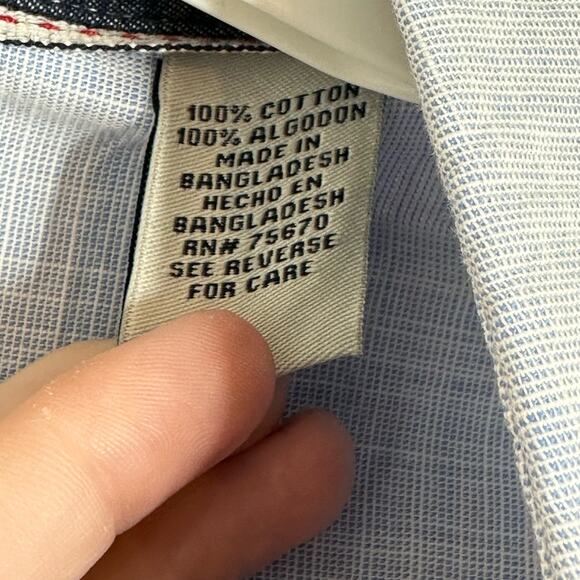 100% COTTON
100% ALGODON
MADE IN
BANGLADESH
HECHO EN
BANGLADESH
RN# 75670
SEE REVERSE
FOR CARE